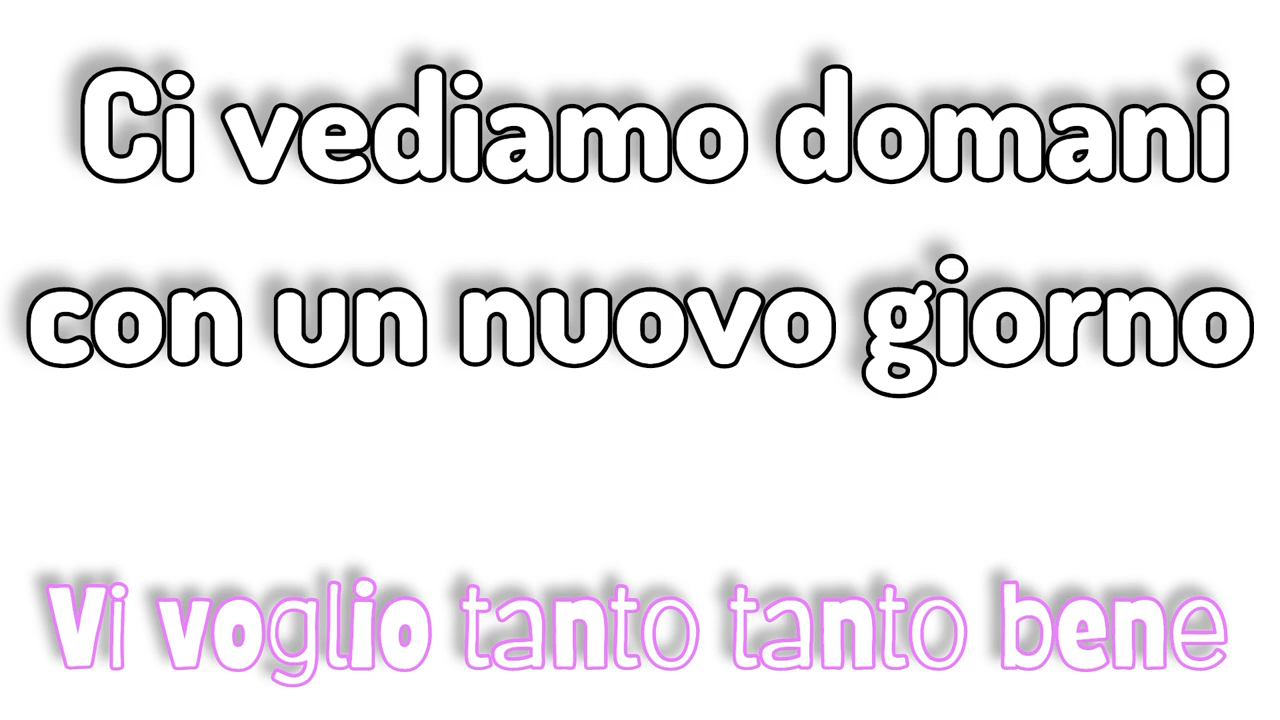 Ci vediamo domani
con un nuovo giorno
Vi voglio tanto tanto bene